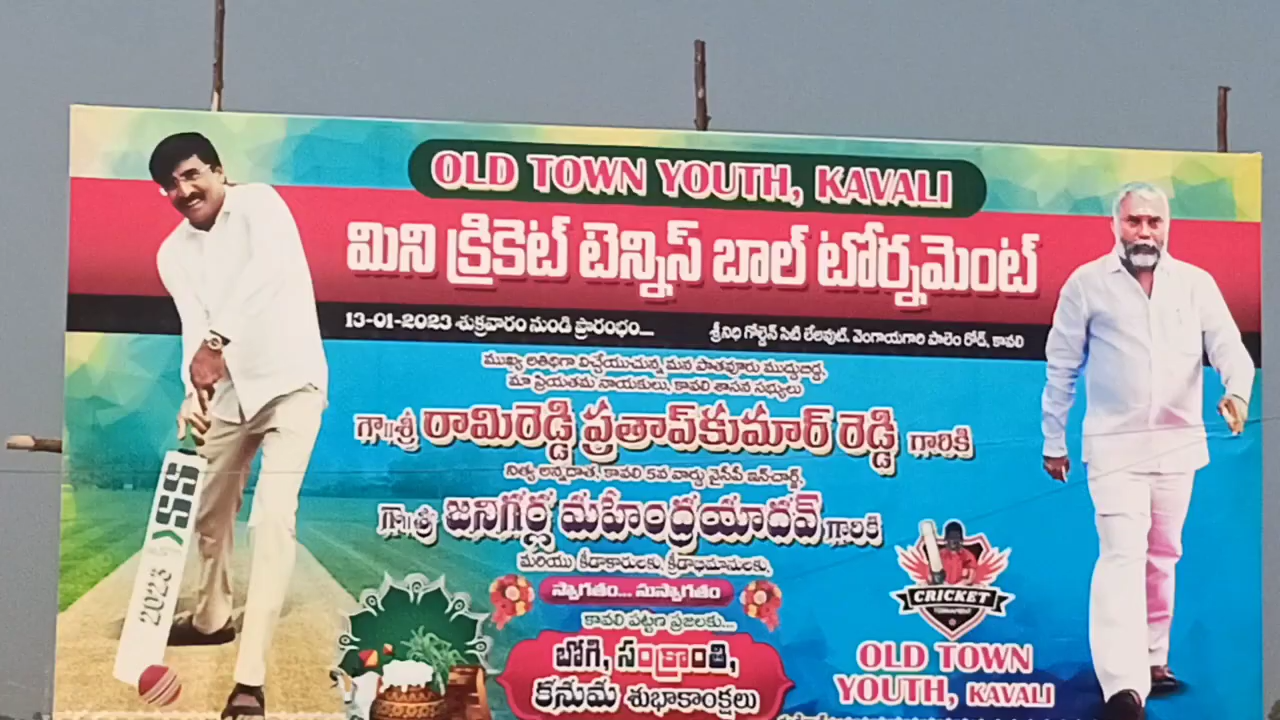 OLD TOWN YOUTH, KAVALI
మిని క్రికెట్ టెన్నిస్ బాల్ టోర్నమెంట్
13-01-2023 శుక్రవారం నుండి ప్రారంభం...
శ్రీనిధి గోల్డెన్ సిటి లేఅవుట్, వెంగాయగారి పాలెం రోడ్, కావలి
ముఖ్య అతిథిగా విచ్చేయుచున్న మన పాతవూరు ముద్దుబిడ్డ,
మా ప్రియతమ నాయకులు, కావలి శాసన సభ్యులు
గా॥శ్రీ రామిరెడ్డి ప్రతాప్‌కుమార్ రెడ్డి గారికి
నిత్య అన్నదాత, కావలి 5వ వార్డు వైసీపీ ఇన్‌చార్జ్,
గా॥శ్రీ జనిగర్ల మహేంద్రయాదవ్ గారికి
మరియు క్రీడాకారులకు, క్రీడాభిమానులకు,
స్వాగతం... సుస్వాగతం
కావలి పట్టణ ప్రజలకు...
బోగి, సంక్రాంతి,
కనుమ శుభాకాంక్షలు
SS
2023
CRICKET
TOURNAMENT
OLD TOWN
YOUTH, KAVALI